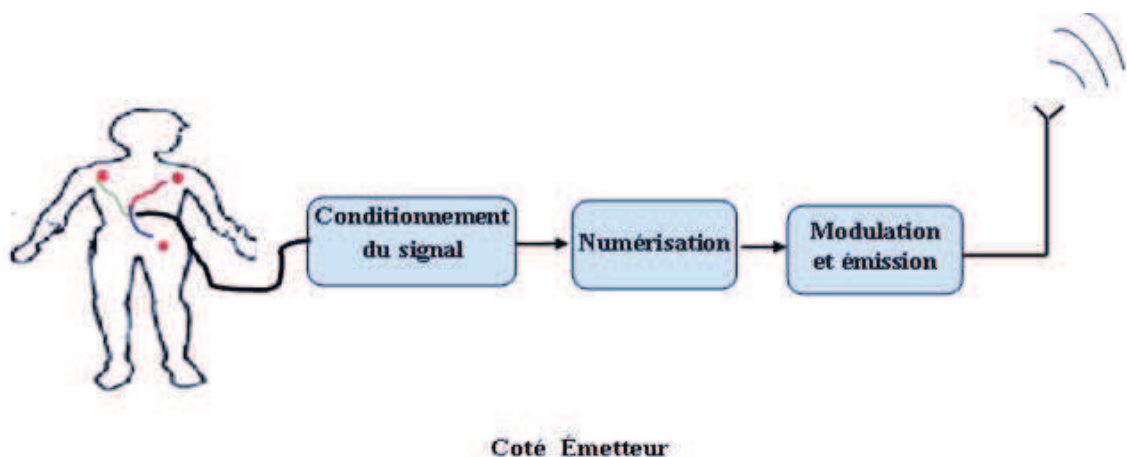 Conditionnement
du signal
Numérisation
Modulation
et émission
Coté Émetteur